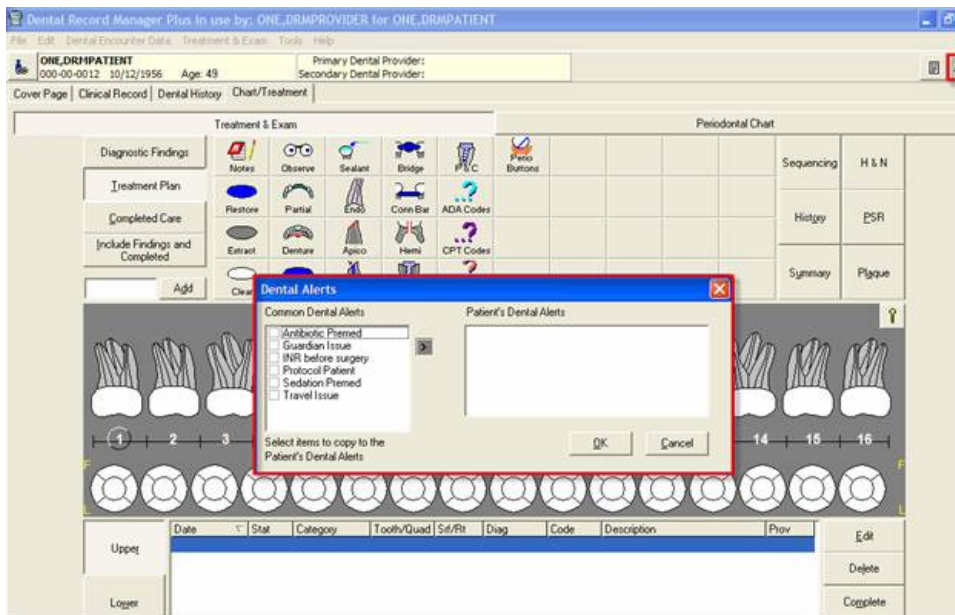 Dental Record Manager Plus in use by: ONE,DRMPROVIDER for ONE,DRMPATIENT
File Edit Dental Encounter Data Treatment & Exam Tools Help
ONE,DRMPATIENT
000-00-0012 10/12/1956 Age: 49
Primary Dental Provider:
Secondary Dental Provider:
Cover Page Clinical Record Dental History Chart/Treatment
Treatment & Exam Periodontal Chart
Diagnostic Findings
Treatment Plan
Completed Care
Include Findings and
Completed
Add
Notes Observe Sealant Bridge P/C Perio
Buttons
Restore Partial Endo Conn Bar ADA Codes
Extract Denture Apico Hemi CPT Codes
Clear
Sequencing H & N
History PSR
Summary Plaque
Dental Alerts
Common Dental Alerts
Antibiotic Premed
Guardian Issue
INR before surgery
Protocol Patient
Sedation Premed
Travel Issue
>
Select items to copy to the
Patient's Dental Alerts
Patient's Dental Alerts
OK Cancel
1 2 3 14 15 16
F F
L L
Upper
Lower
Date Stat Category Tooth/Quad Srf/Rt Diag Code Description Prov
Edit
Delete
Complete